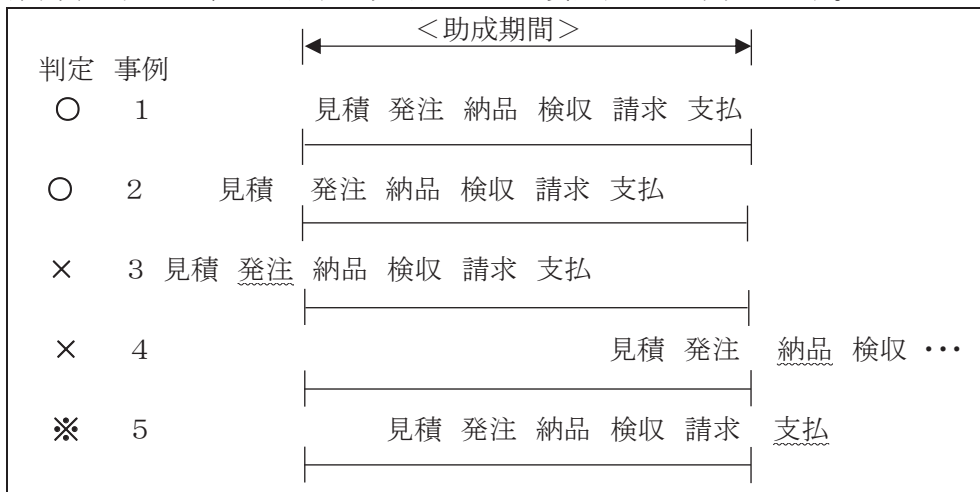 ＜助成期間＞
判定 事例
○ １ 見積 発注 納品 検収 請求 支払
○ ２ 見積 発注 納品 検収 請求 支払
× ３ 見積 発注 納品 検収 請求 支払
× ４ 見積 発注 納品 検収 ･･･
※ ５ 見積 発注 納品 検収 請求 支払